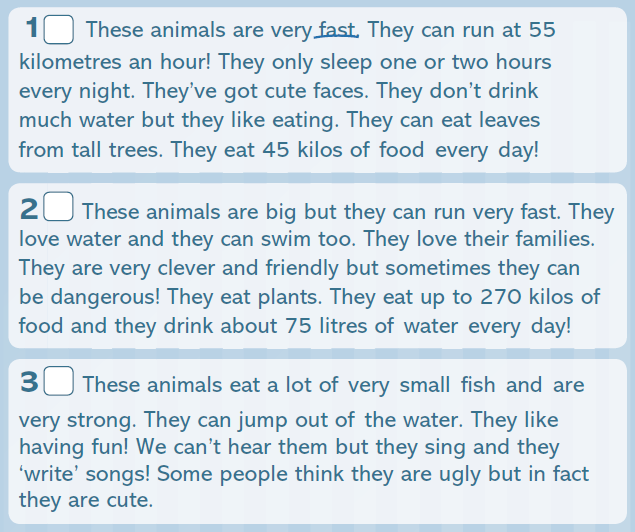 1 These animals are very fast. They can run at 55
kilometres an hour! They only sleep one or two hours
every night. They've got cute faces. They don't drink
much water but they like eating. They can eat leaves
from tall trees. They eat 45 kilos of food every day!
2 These animals are big but they can run very fast. They
love water and they can swim too. They love their families.
They are very clever and friendly but sometimes they can
be dangerous! They eat plants. They eat up to 270 kilos of
food and they drink about 75 litres of water every day!
3 These animals eat a lot of very small fish and are
very strong. They can jump out of the water. They like
having fun! We can't hear them but they sing and they
‘write’ songs! Some people think they are ugly but in fact
they are cute.